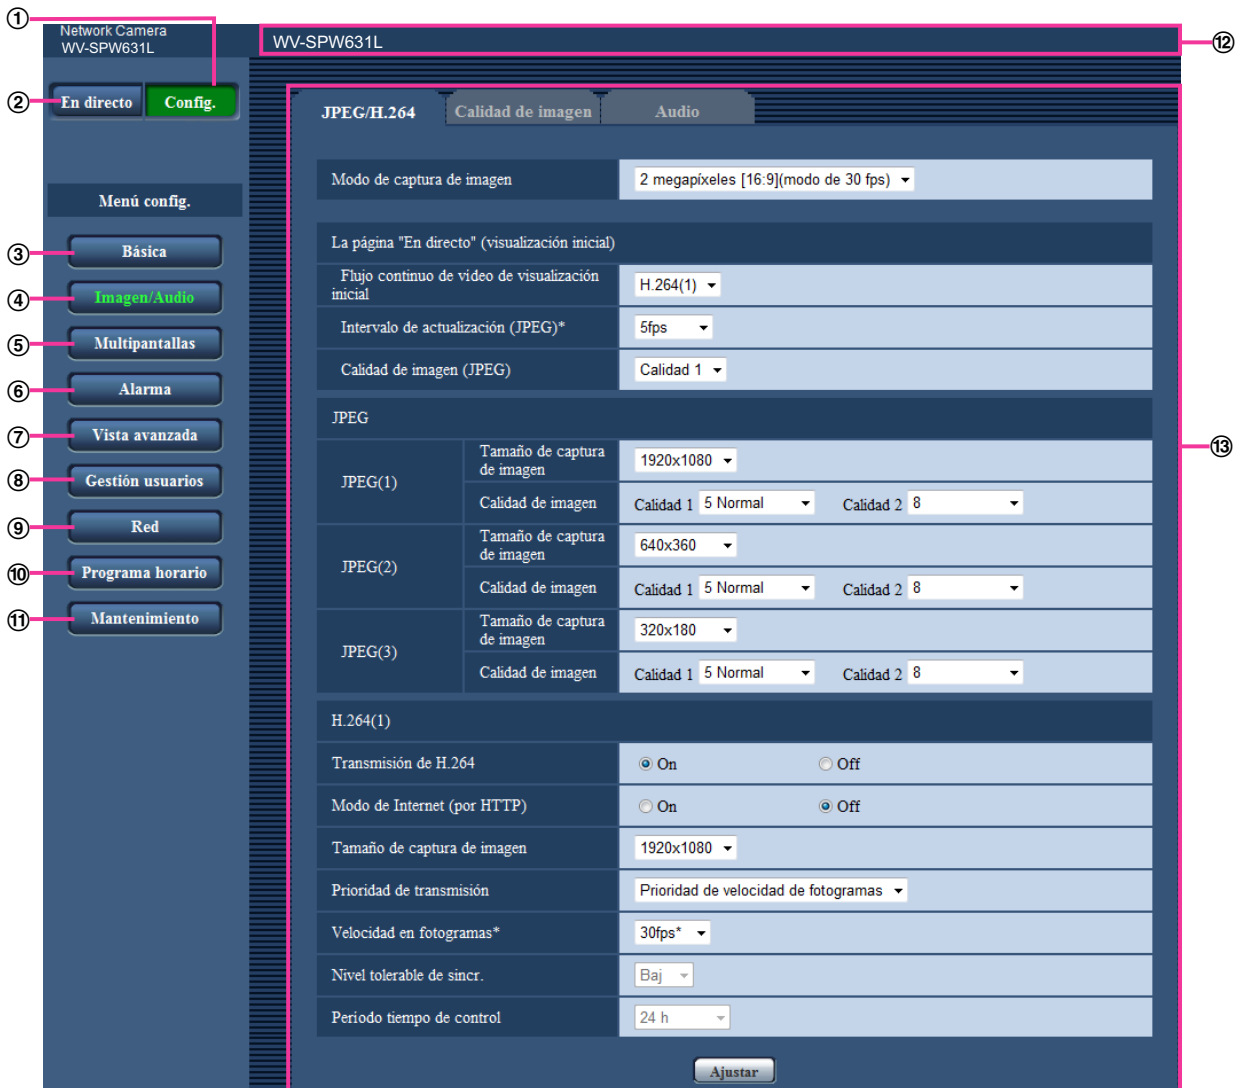 ①
Network Camera
WV-SPW631L
WV-SPW631L
⑫
②
En directo
Config.
JPEG/H.264
Calidad de imagen
Audio
Modo de captura de imagen
2 megapíxeles [16:9](modo de 30 fps)
Menú config.
③
Básica
④
Imagen/Audio
⑤
Multipantallas
⑥
Alarma
⑦
Vista avanzada
⑧
Gestión usuarios
⑨
Red
⑩
Programa horario
⑪
Mantenimiento
La página "En directo" (visualización inicial)
Flujo continuo de vídeo de visualización
inicial
H.264(1)
Intervalo de actualización (JPEG)*
5fps
Calidad de imagen (JPEG)
Calidad 1
JPEG
⑬
JPEG(1)
Tamaño de captura
de imagen
1920x1080
Calidad de imagen
Calidad 1 5 Normal
Calidad 2 8
JPEG(2)
Tamaño de captura
de imagen
640x360
Calidad de imagen
Calidad 1 5 Normal
Calidad 2 8
JPEG(3)
Tamaño de captura
de imagen
320x180
Calidad de imagen
Calidad 1 5 Normal
Calidad 2 8
H.264(1)
Transmisión de H.264
On
Off
Modo de Internet (por HTTP)
On
Off
Tamaño de captura de imagen
1920x1080
Prioridad de transmisión
Prioridad de velocidad de fotogramas
Velocidad en fotogramas*
30fps*
Nivel tolerable de sincr.
Baj
Periodo tiempo de control
24 h
Ajustar